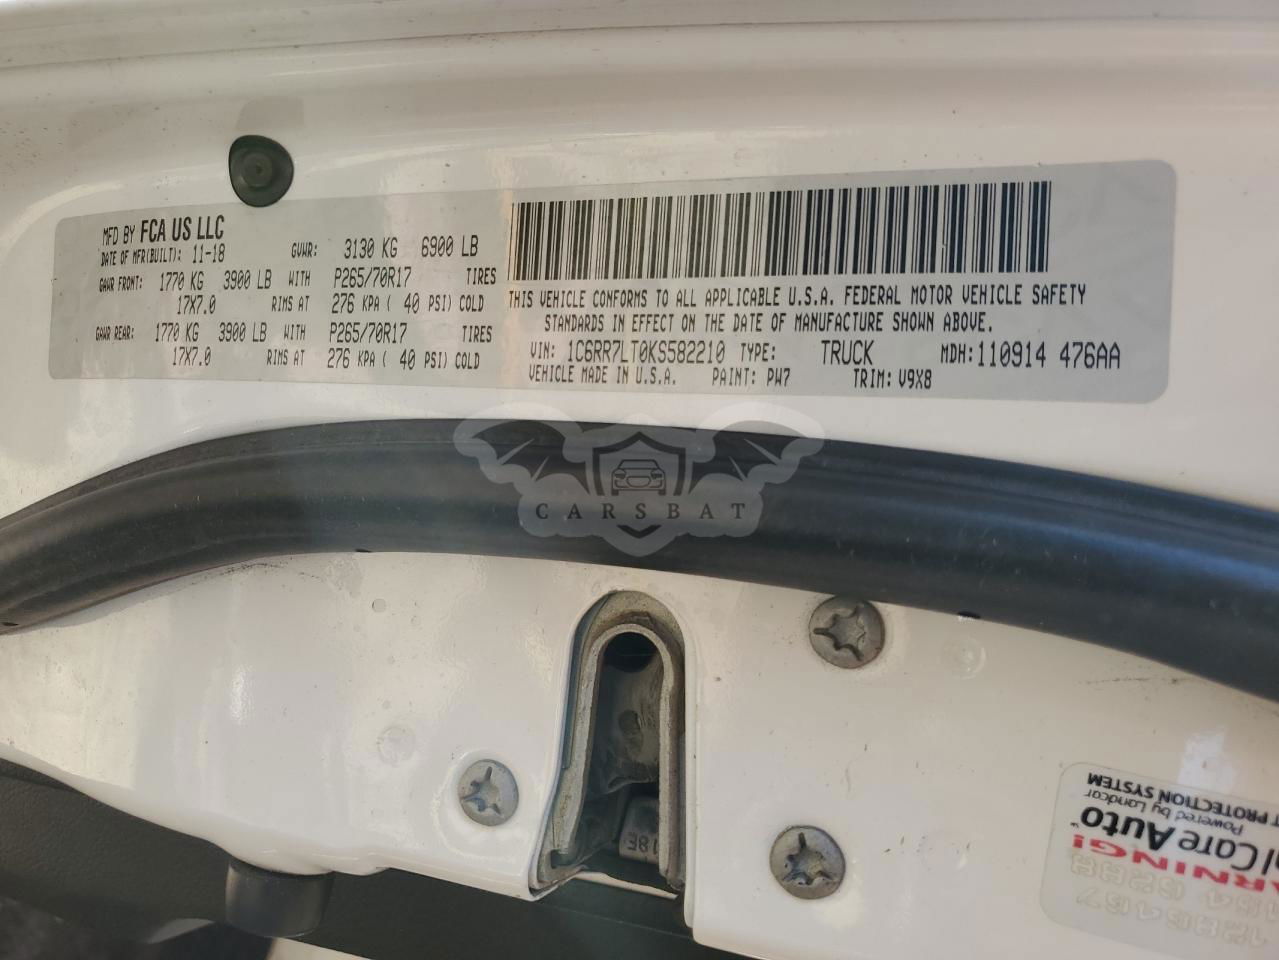 MFD BY FCA US LLC
DATE OF MFR(BUILT): 11-18 GVWR: 3130 KG 6900 LB
GAWR FRONT: 1770 KG 3900 LB WITH P265/70R17 TIRES
17X7.0 RIMS AT 276 KPA ( 40 PSI) COLD
GAWR REAR: 1770 KG 3900 LB WITH P265/70R17 TIRES
17X7.0 RIMS AT 276 KPA ( 40 PSI) COLD
THIS VEHICLE CONFORMS TO ALL APPLICABLE U.S.A. FEDERAL MOTOR VEHICLE SAFETY
STANDARDS IN EFFECT ON THE DATE OF MANUFACTURE SHOWN ABOVE.
VIN: 1C6RR7LT0KS582210 TYPE: TRUCK MDH:110914 476AA
VEHICLE MADE IN U.S.A. PAINT: PW7 TRIM: V9X8
CARSBAT
18E
PROTECTION SYSTEM
Powered by Landcar
Care Auto